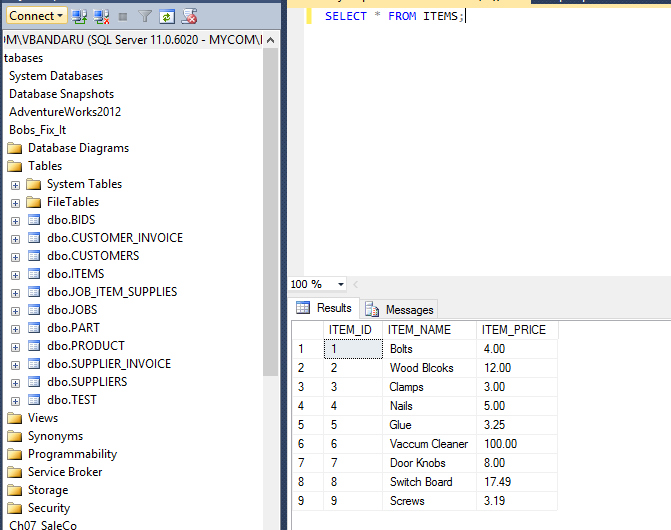 Connect
OM\VBANDARU (SQL Server 11.0.6020 - MYCOM\
tabases
System Databases
Database Snapshots
AdventureWorks2012
Bobs_Fix_It
Database Diagrams
Tables
System Tables
FileTables
dbo.BIDS
dbo.CUSTOMER_INVOICE
dbo.CUSTOMERS
dbo.ITEMS
dbo.JOB_ITEM_SUPPLIES
dbo.JOBS
dbo.PART
dbo.PRODUCT
dbo.SUPPLIER_INVOICE
dbo.SUPPLIERS
dbo.TEST
Views
Synonyms
Programmability
Service Broker
Storage
Security
Ch07_SaleCo
SELECT * FROM ITEMS;
100 %
Results Messages
ITEM_ID ITEM_NAME ITEM_PRICE
1 1 Bolts 4.00
2 2 Wood Blcoks 12.00
3 3 Clamps 3.00
4 4 Nails 5.00
5 5 Glue 3.25
6 6 Vaccum Cleaner 100.00
7 7 Door Knobs 8.00
8 8 Switch Board 17.49
9 9 Screws 3.19